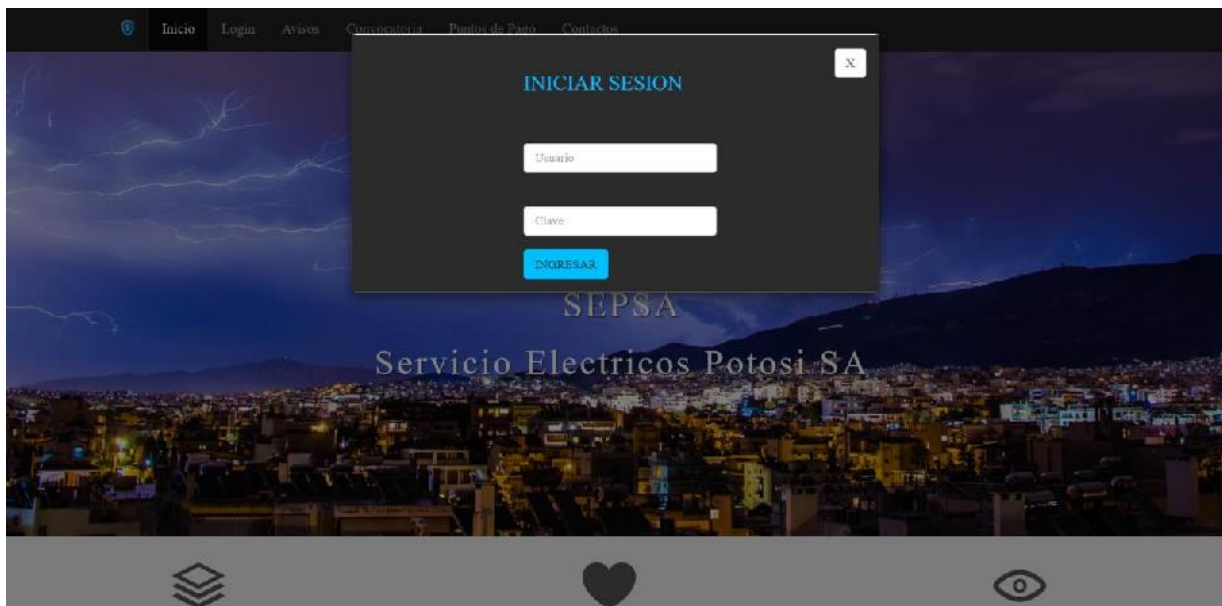 Inicio Login Avisos Convocatoria Puntos de Pago Contactos
X
INICIAR SESION
Usuario
Clave
INGRESAR
SEPSA
Servicio Electricos Potosi SA